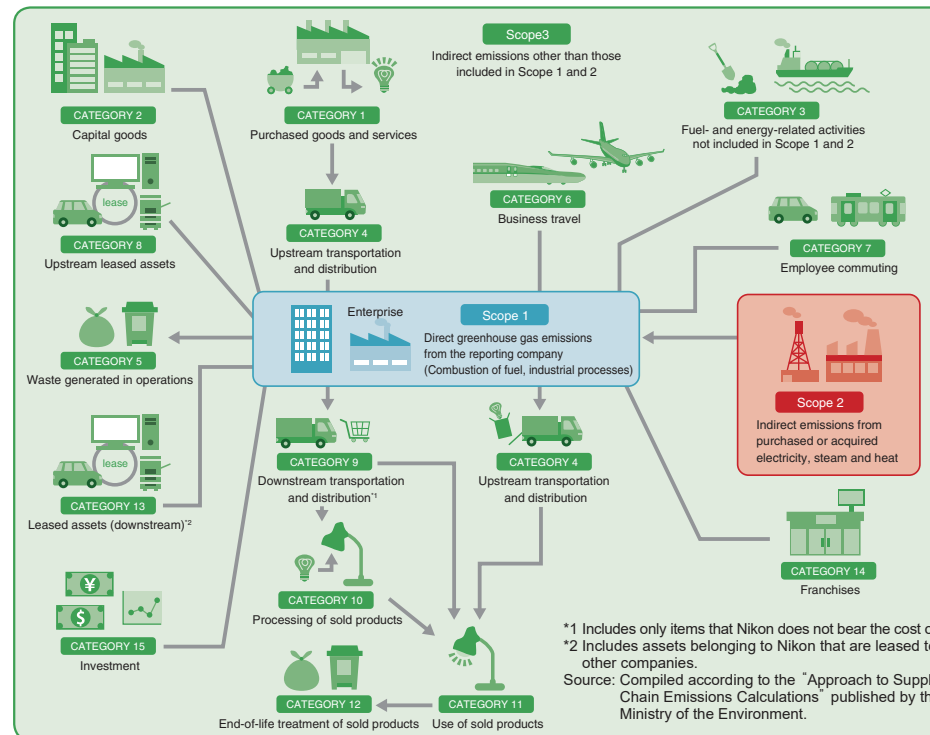 Scope3
Indirect emissions other than those
included in Scope 1 and 2
CATEGORY 2
Capital goods
CATEGORY 1
Purchased goods and services
CATEGORY 3
Fuel- and energy-related activities
not included in Scope 1 and 2
lease
CATEGORY 8
Upstream leased assets
CATEGORY 4
Upstream transportation
and distribution
CATEGORY 6
Business travel
CATEGORY 7
Employee commuting
Enterprise
Scope 1
Direct greenhouse gas emissions
from the reporting company
(Combustion of fuel, industrial processes)
CATEGORY 5
Waste generated in operations
Scope 2
Indirect emissions from
purchased or acquired
electricity, steam and heat
lease
CATEGORY 13
Leased assets (downstream)*2
CATEGORY 9
Downstream transportation
and distribution*1
CATEGORY 4
Upstream transportation
and distribution
CATEGORY 14
Franchises
¥
$
CATEGORY 15
Investment
CATEGORY 10
Processing of sold products
CATEGORY 12
End-of-life treatment of sold products
CATEGORY 11
Use of sold products
*1 Includes only items that Nikon does not bear the cost
*2 Includes assets belonging to Nikon that are leased
other companies.
Source: Compiled according to the "Approach to
Chain Emissions Calculations" published by
Ministry of the Environment.